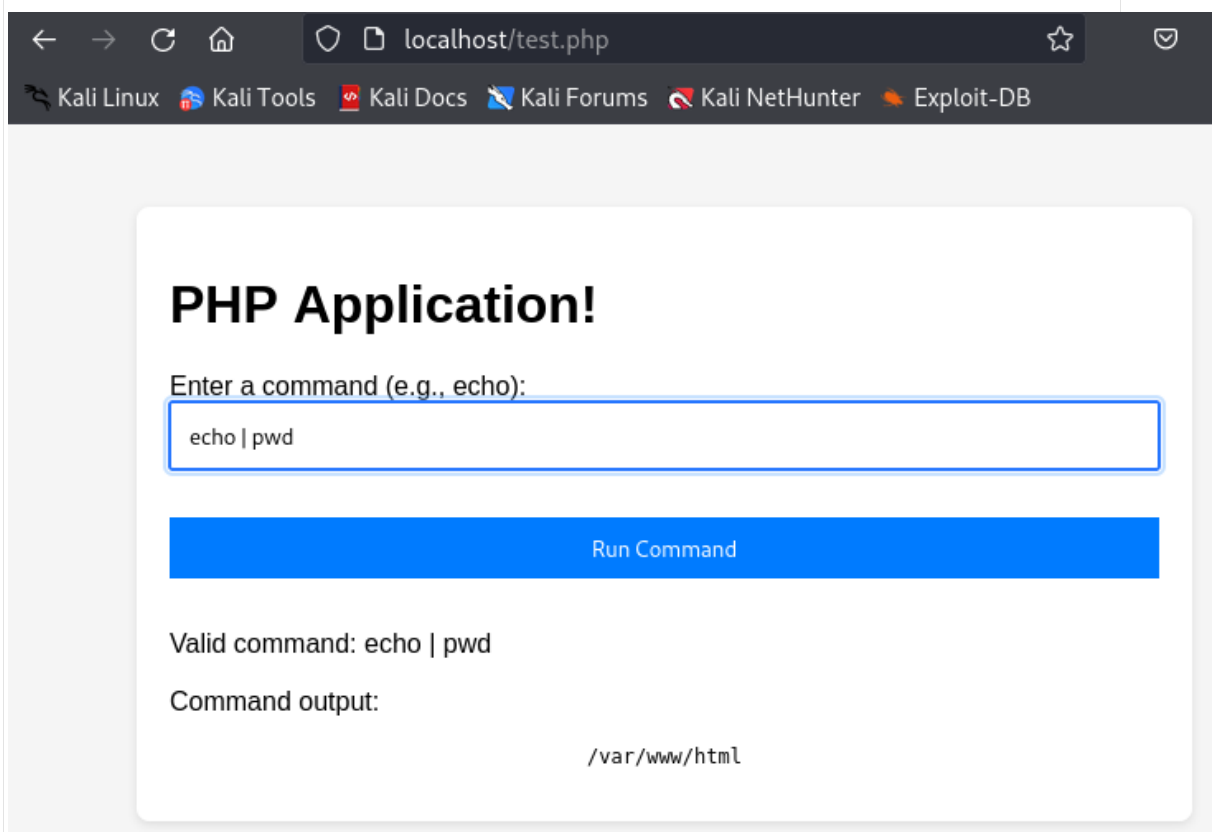 localhost/test.php
Kali Linux Kali Tools Kali Docs Kali Forums Kali NetHunter Exploit-DB
PHP Application!
Enter a command (e.g., echo):
echo | pwd
Run Command
Valid command: echo | pwd
Command output:
/var/www/html